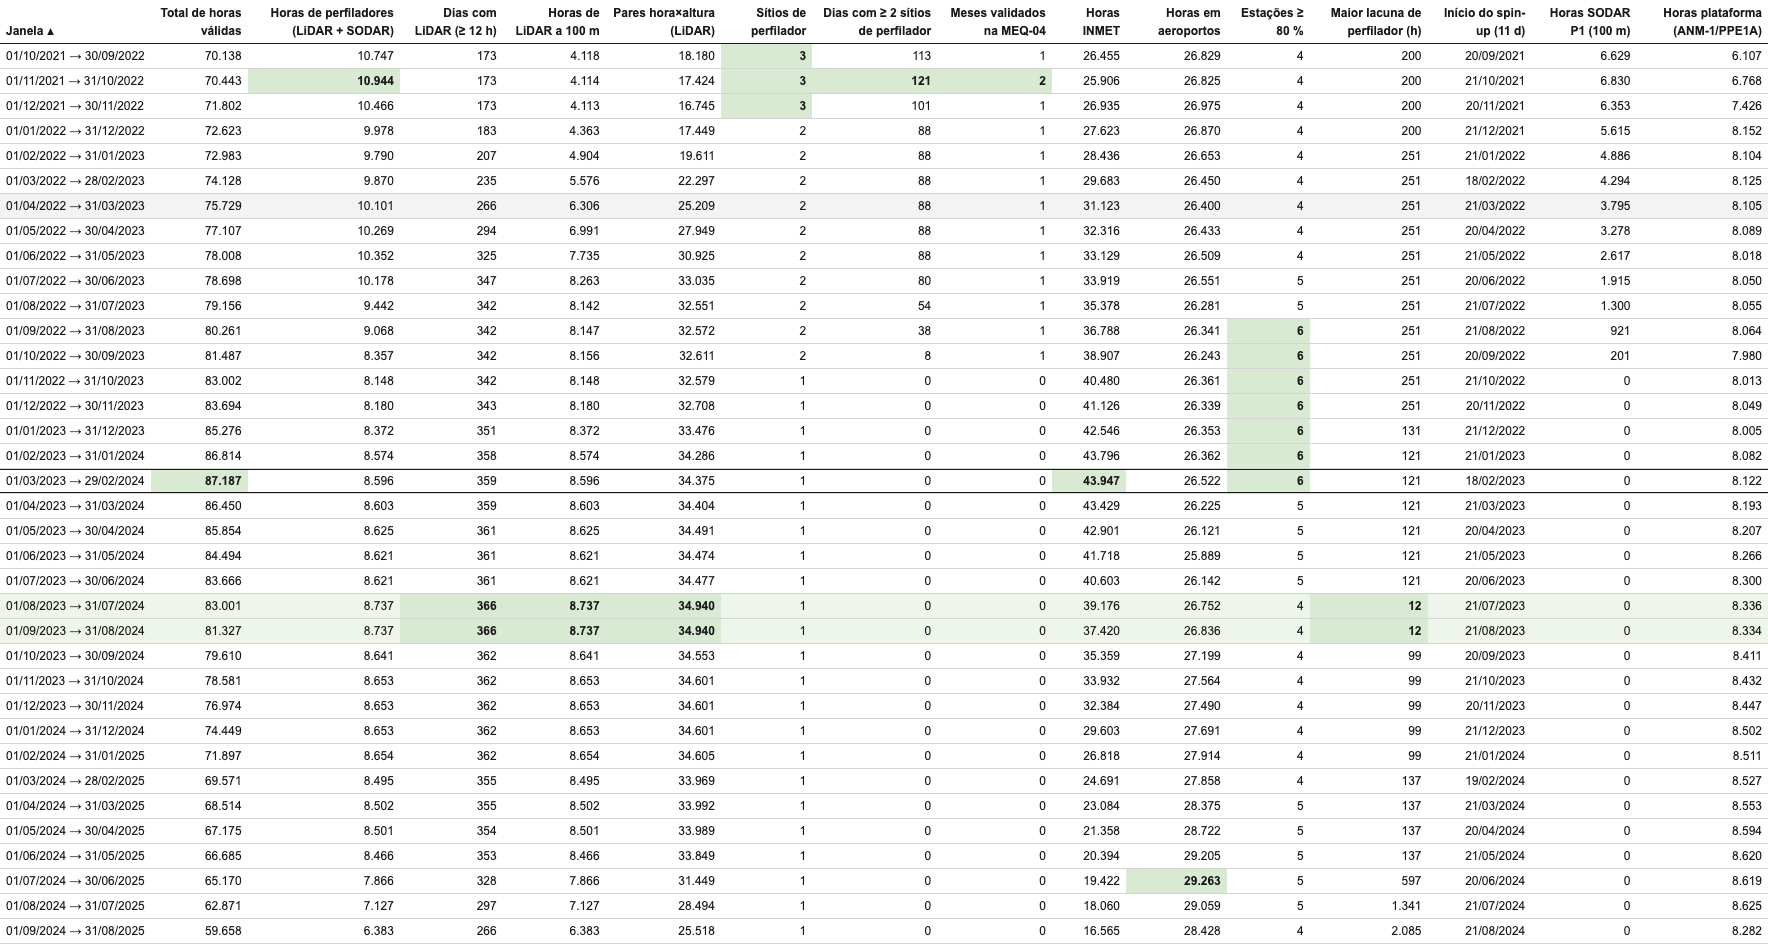 Janela ▴ Total de horas válidas Horas de perfiladores (LiDAR + SODAR) Dias com LiDAR (≥ 12 h) Horas de LiDAR a 100 m Pares hora×altura (LiDAR) Sítios de perfilador Dias com ≥ 2 sítios de perfilador Meses validados na MEQ-04 Horas INMET Horas em aeroportos Estações ≥ 80 % Maior lacuna de perfilador (h) Início do spin-up (11 d) Horas SODAR P1 (100 m) Horas plataforma (ANM-1/PPE1A)
01/10/2021 → 30/09/2022 70.138 10.747 173 4.118 18.180 3 113 1 26.455 26.829 4 200 20/09/2021 6.629 6.107
01/11/2021 → 31/10/2022 70.443 10.944 173 4.114 17.424 3 121 2 25.906 26.825 4 200 21/10/2021 6.830 6.768
01/12/2021 → 30/11/2022 71.802 10.466 173 4.113 16.745 3 101 1 26.935 26.975 4 200 20/11/2021 6.353 7.426
01/01/2022 → 31/12/2022 72.623 9.978 183 4.363 17.449 2 88 1 27.623 26.870 4 200 21/12/2021 5.615 8.152
01/02/2022 → 31/01/2023 72.983 9.790 207 4.904 19.611 2 88 1 28.436 26.653 4 251 21/01/2022 4.886 8.104
01/03/2022 → 28/02/2023 74.128 9.870 235 5.576 22.297 2 88 1 29.683 26.450 4 251 18/02/2022 4.294 8.125
01/04/2022 → 31/03/2023 75.729 10.101 266 6.306 25.209 2 88 1 31.123 26.400 4 251 21/03/2022 3.795 8.105
01/05/2022 → 30/04/2023 77.107 10.269 294 6.991 27.949 2 88 1 32.316 26.433 4 251 20/04/2022 3.278 8.089
01/06/2022 → 31/05/2023 78.008 10.352 325 7.735 30.925 2 88 1 33.129 26.509 4 251 21/05/2022 2.617 8.018
01/07/2022 → 30/06/2023 78.698 10.178 347 8.263 33.035 2 80 1 33.919 26.551 5 251 20/06/2022 1.915 8.050
01/08/2022 → 31/07/2023 79.156 9.442 342 8.142 32.551 2 54 1 35.378 26.281 5 251 21/07/2022 1.300 8.055
01/09/2022 → 31/08/2023 80.261 9.068 342 8.147 32.572 2 38 1 36.788 26.341 6 251 21/08/2022 921 8.064
01/10/2022 → 30/09/2023 81.487 8.357 342 8.156 32.611 2 8 1 38.907 26.243 6 251 20/09/2022 201 7.980
01/11/2022 → 31/10/2023 83.002 8.148 342 8.148 32.579 1 0 0 40.480 26.361 6 251 21/10/2022 0 8.013
01/12/2022 → 30/11/2023 83.694 8.180 343 8.180 32.708 1 0 0 41.126 26.339 6 251 20/11/2022 0 8.049
01/01/2023 → 31/12/2023 85.276 8.372 351 8.372 33.476 1 0 0 42.546 26.353 6 131 21/12/2022 0 8.005
01/02/2023 → 31/01/2024 86.814 8.574 358 8.574 34.286 1 0 0 43.796 26.362 6 121 21/01/2023 0 8.082
01/03/2023 → 29/02/2024 87.187 8.596 359 8.596 34.375 1 0 0 43.947 26.522 6 121 18/02/2023 0 8.122
01/04/2023 → 31/03/2024 86.450 8.603 359 8.603 34.404 1 0 0 43.429 26.225 5 121 21/03/2023 0 8.193
01/05/2023 → 30/04/2024 85.854 8.625 361 8.625 34.491 1 0 0 42.901 26.121 5 121 20/04/2023 0 8.207
01/06/2023 → 31/05/2024 84.494 8.621 361 8.621 34.474 1 0 0 41.718 25.889 5 121 21/05/2023 0 8.266
01/07/2023 → 30/06/2024 83.666 8.621 361 8.621 34.477 1 0 0 40.603 26.142 5 121 20/06/2023 0 8.300
01/08/2023 → 31/07/2024 83.001 8.737 366 8.737 34.940 1 0 0 39.176 26.752 4 12 21/07/2023 0 8.336
01/09/2023 → 31/08/2024 81.327 8.737 366 8.737 34.940 1 0 0 37.420 26.836 4 12 21/08/2023 0 8.334
01/10/2023 → 30/09/2024 79.610 8.641 362 8.641 34.553 1 0 0 35.359 27.199 4 99 20/09/2023 0 8.411
01/11/2023 → 31/10/2024 78.581 8.653 362 8.653 34.601 1 0 0 33.932 27.564 4 99 21/10/2023 0 8.432
01/12/2023 → 30/11/2024 76.974 8.653 362 8.653 34.601 1 0 0 32.384 27.490 4 99 20/11/2023 0 8.447
01/01/2024 → 31/12/2024 74.449 8.653 362 8.653 34.601 1 0 0 29.603 27.691 4 99 21/12/2023 0 8.502
01/02/2024 → 31/01/2025 71.897 8.654 362 8.654 34.605 1 0 0 26.818 27.914 4 99 21/01/2024 0 8.511
01/03/2024 → 28/02/2025 69.571 8.495 355 8.495 33.969 1 0 0 24.691 27.858 4 137 19/02/2024 0 8.527
01/04/2024 → 31/03/2025 68.514 8.502 355 8.502 33.992 1 0 0 23.084 28.375 5 137 21/03/2024 0 8.553
01/05/2024 → 30/04/2025 67.175 8.501 354 8.501 33.989 1 0 0 21.358 28.722 5 137 20/04/2024 0 8.594
01/06/2024 → 31/05/2025 66.685 8.466 353 8.466 33.849 1 0 0 20.394 29.205 5 137 21/05/2024 0 8.620
01/07/2024 → 30/06/2025 65.170 7.866 328 7.866 31.449 1 0 0 19.422 29.263 5 597 20/06/2024 0 8.619
01/08/2024 → 31/07/2025 62.871 7.127 297 7.127 28.494 1 0 0 18.060 29.059 5 1.341 21/07/2024 0 8.625
01/09/2024 → 31/08/2025 59.658 6.383 266 6.383 25.518 1 0 0 16.565 28.428 4 2.085 21/08/2024 0 8.282